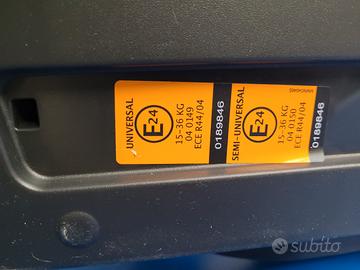 UNIVERSAL
E24
15-36 KG
04 0149
ECE R44/04
0189846
SEMI-UNIVERSAL
E24
15-36 KG
04 0150
ECE R44/04
0189846
subito